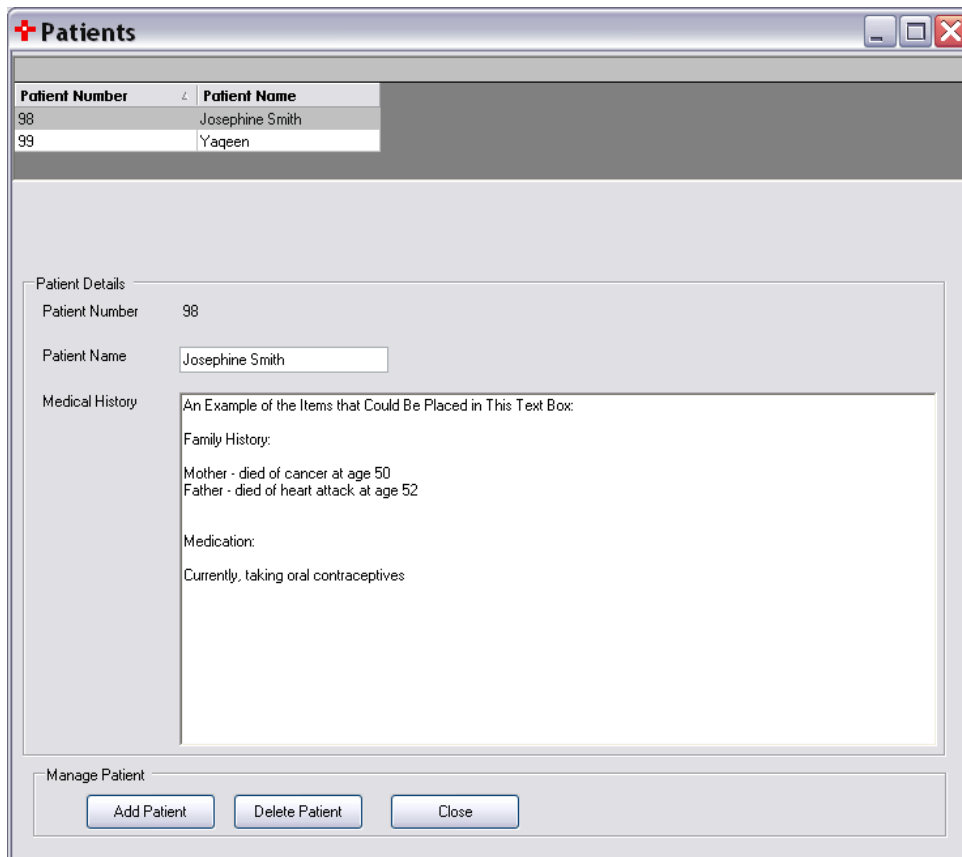 Patients
Patient Number Patient Name
98 Josephine Smith
99 Yaqeen
Patient Details
Patient Number 98
Patient Name Josephine Smith
Medical History An Example of the Items that Could Be Placed in This Text Box:
Family History:
Mother - died of cancer at age 50
Father - died of heart attack at age 52
Medication:
Currently, taking oral contraceptives
Manage Patient
Add Patient Delete Patient Close